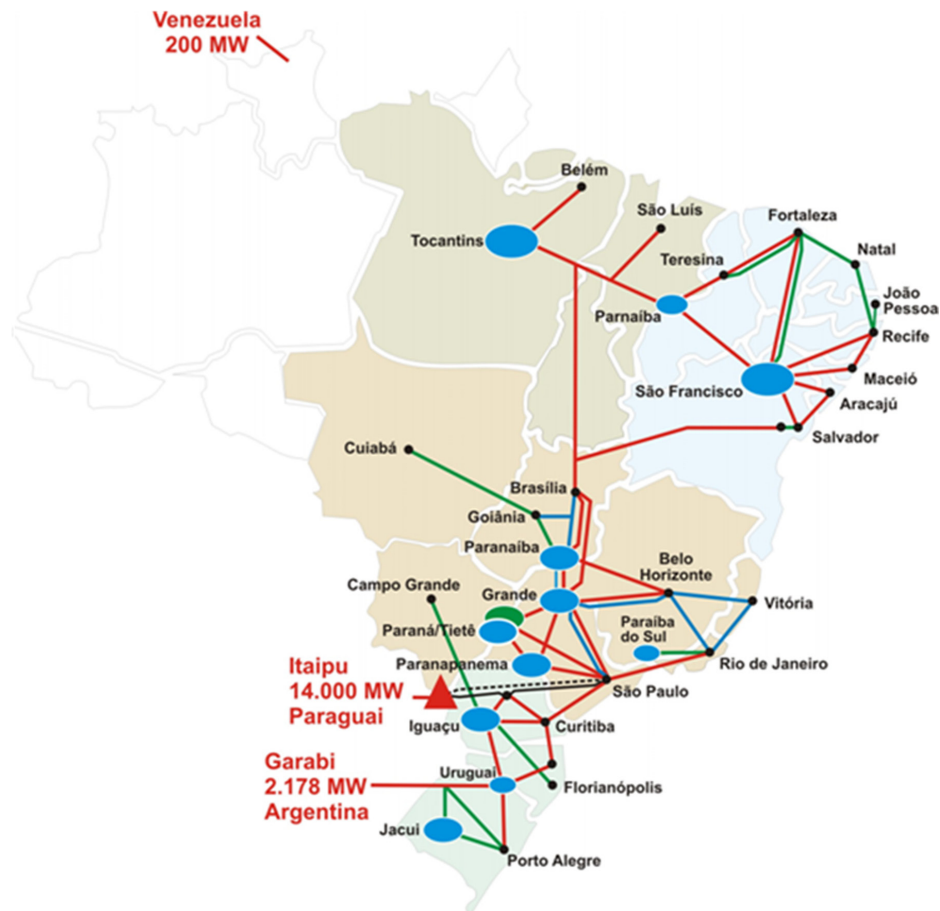 Venezuela
200 MW
Belém
São Luís
Fortaleza
Tocantins
Teresina
Natal
João
Pessoa
Parnaíba
Recife
São Francisco
Maceió
Aracajú
Salvador
Cuiabá
Brasília
Goiânia
Paranaíba
Belo
Horizonte
Campo Grande
Grande
Vitória
Paraíba
do Sul
Paraná/Tietê
Paranapanema
Rio de Janeiro
Itaipu
14.000 MW
Paraguai
São Paulo
Iguaçu
Curitiba
Garabi
2.178 MW
Argentina
Uruguai
Florianópolis
Jacui
Porto Alegre